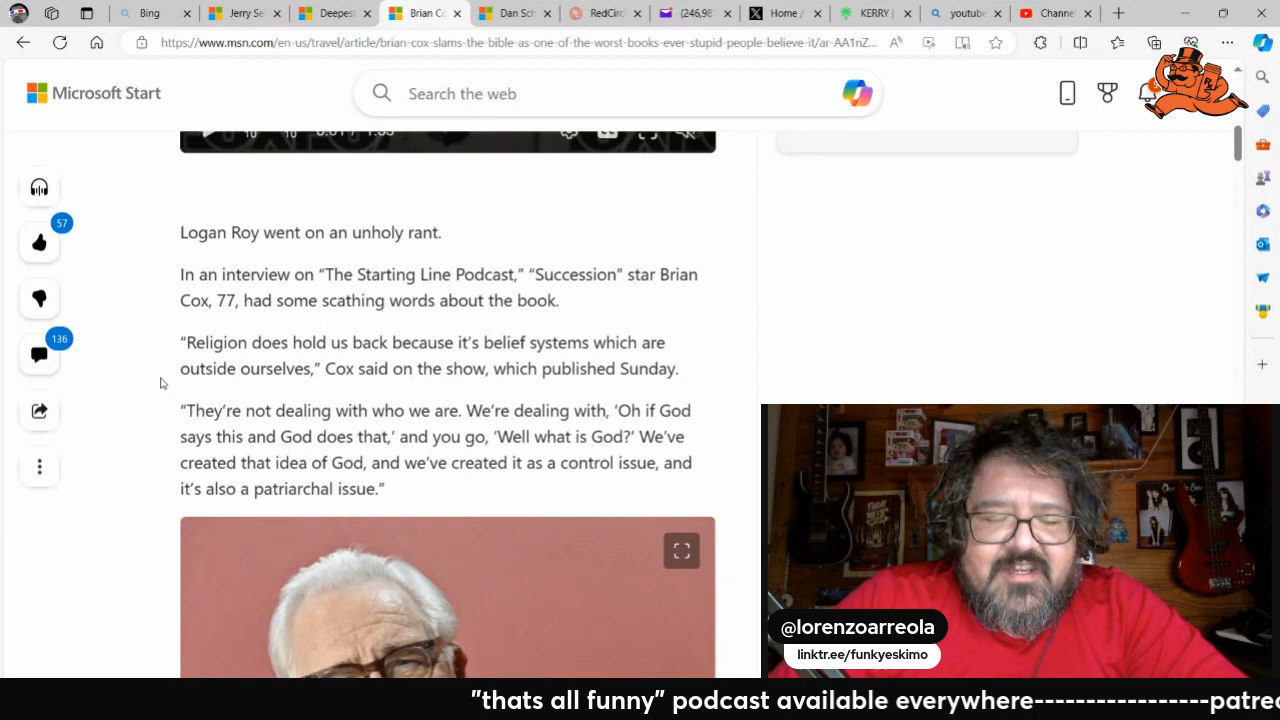 Bing
Jerry Se
Deepest
Brian Co
Dan Sch
RedCirc
(246,98
Home /
KERRY
youtube
Channel
https://www.msn.com/en-us/travel/article/brian-cox-slams-the-bible-as-one-of-the-worst-books-ever-stupid-people-believe-it/ar-AA1nZ...
Microsoft Start
Search the web
57
136
Logan Roy went on an unholy rant.
In an interview on “The Starting Line Podcast,” “Succession” star Brian
Cox, 77, had some scathing words about the book.
“Religion does hold us back because it’s belief systems which are
outside ourselves,” Cox said on the show, which published Sunday.
“They’re not dealing with who we are. We’re dealing with, ‘Oh if God
says this and God does that,’ and you go, ‘Well what is God?’ We’ve
created that idea of God, and we’ve created it as a control issue, and
it’s also a patriarchal issue.”
@lorenzoarreola
linktr.ee/funkyeskimo
"thats all funny" podcast available everywhere-----------------patreo